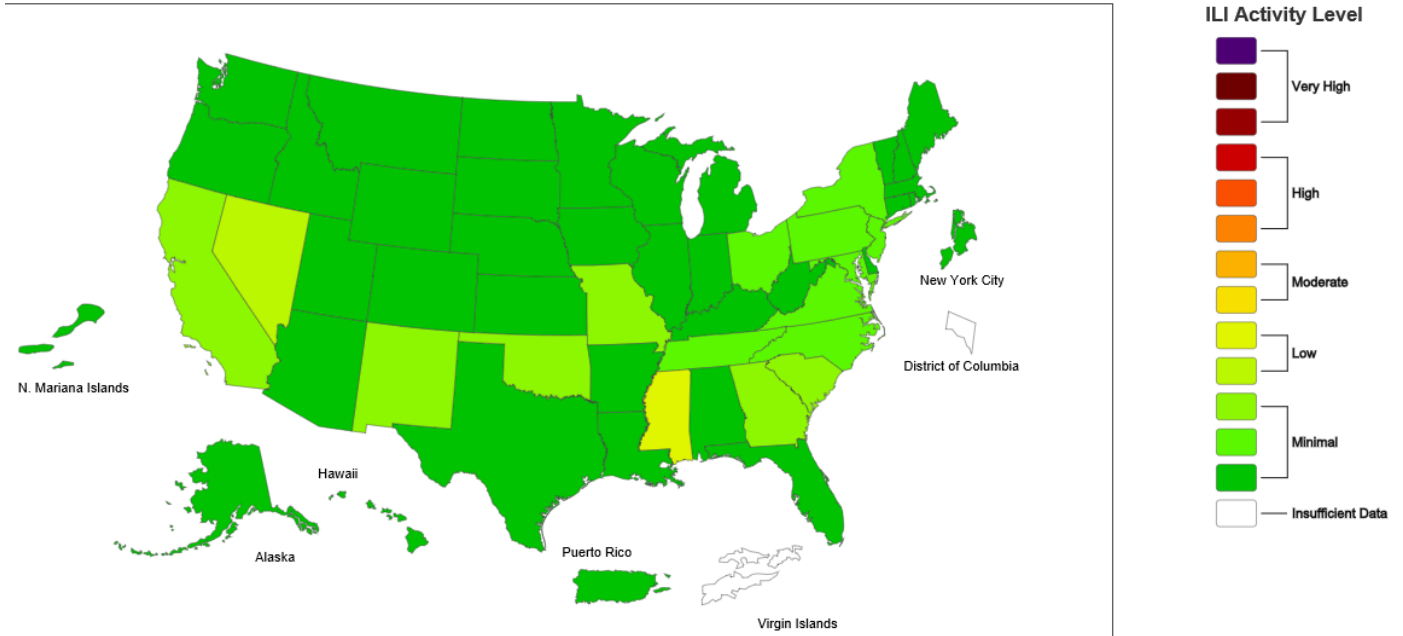 ILI Activity Level
Very High
High
Moderate
Low
Minimal
Insufficient Data
New York City
District of Columbia
N. Mariana Islands
Hawaii
Alaska
Puerto Rico
Virgin Islands